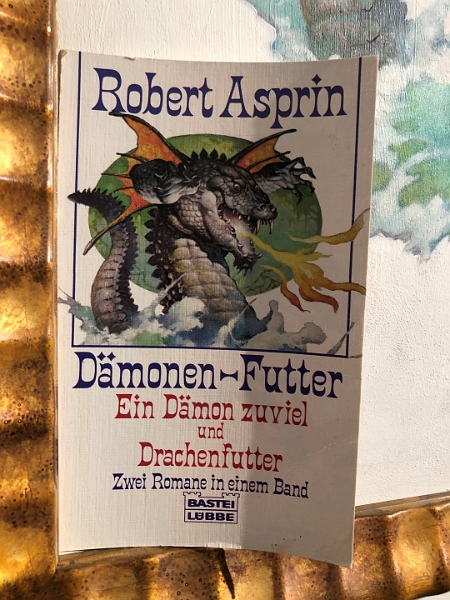 Robert Asprin
Dämonen-Futter
Ein Dämon zuviel
und
Drachenfutter
Zwei Romane in einem Band
BASTEI
LÜBBE